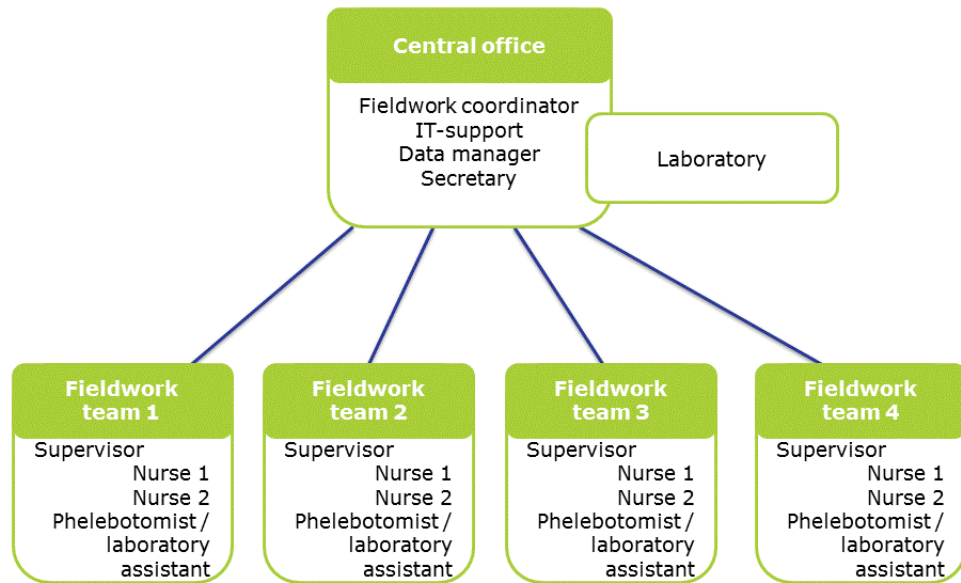 Central office
Fieldwork coordinator
IT-support
Data manager
Secretary
Laboratory
Fieldwork
team 1
Supervisor
Nurse 1
Nurse 2
Phelebotomist /
laboratory
assistant
Fieldwork
team 2
Supervisor
Nurse 1
Nurse 2
Phelebotomist /
laboratory
assistant
Fieldwork
team 3
Supervisor
Nurse 1
Nurse 2
Phelebotomist /
laboratory
assistant
Fieldwork
team 4
Supervisor
Nurse 1
Nurse 2
Phelebotomist /
laboratory
assistant